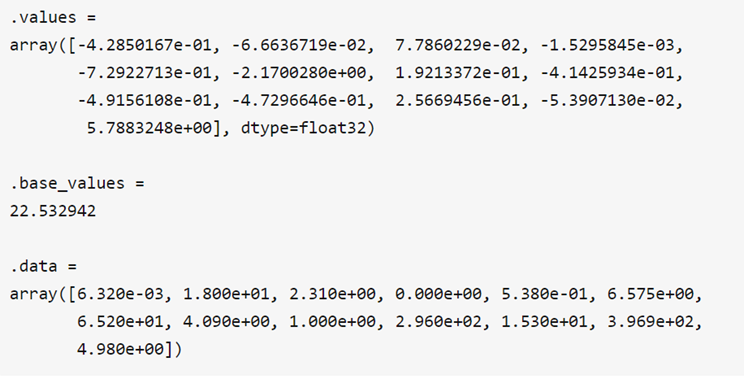 .values =
array([-4.2850167e-01, -6.6636719e-02,  7.7860229e-02, -1.5295845e-03,
       -7.2922713e-01, -2.1700280e+00,  1.9213372e-01, -4.1425934e-01,
       -4.9156108e-01, -4.7296646e-01,  2.5669456e-01, -5.3907130e-02,
        5.7883248e+00], dtype=float32)
.base_values =
22.532942
.data =
array([6.320e-03, 1.800e+01, 2.310e+00, 0.000e+00, 5.380e-01, 6.575e+00,
       6.520e+01, 4.090e+00, 1.000e+00, 2.960e+02, 1.530e+01, 3.969e+02,
       4.980e+00])